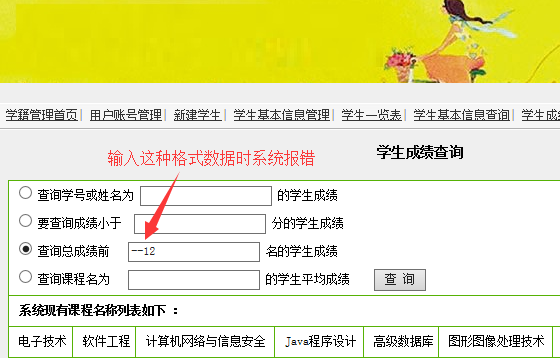 学籍管理首页| 用户账号管理| 新建学生| 学生基本信息管理| 学生一览表| 学生基本信息查询| 学生成
输入这种格式数据时系统报错
学生成绩查询
查询学号或姓名为 的学生成绩
要查询成绩小于 分的学生成绩
查询总成绩前 --12 名的学生成绩
查询课程名为 的学生平均成绩 查 询
系统现有课程名称列表如下 ：
电子技术 软件工程 计算机网络与信息安全 Java程序设计 高级数据库 图形图像处理技术